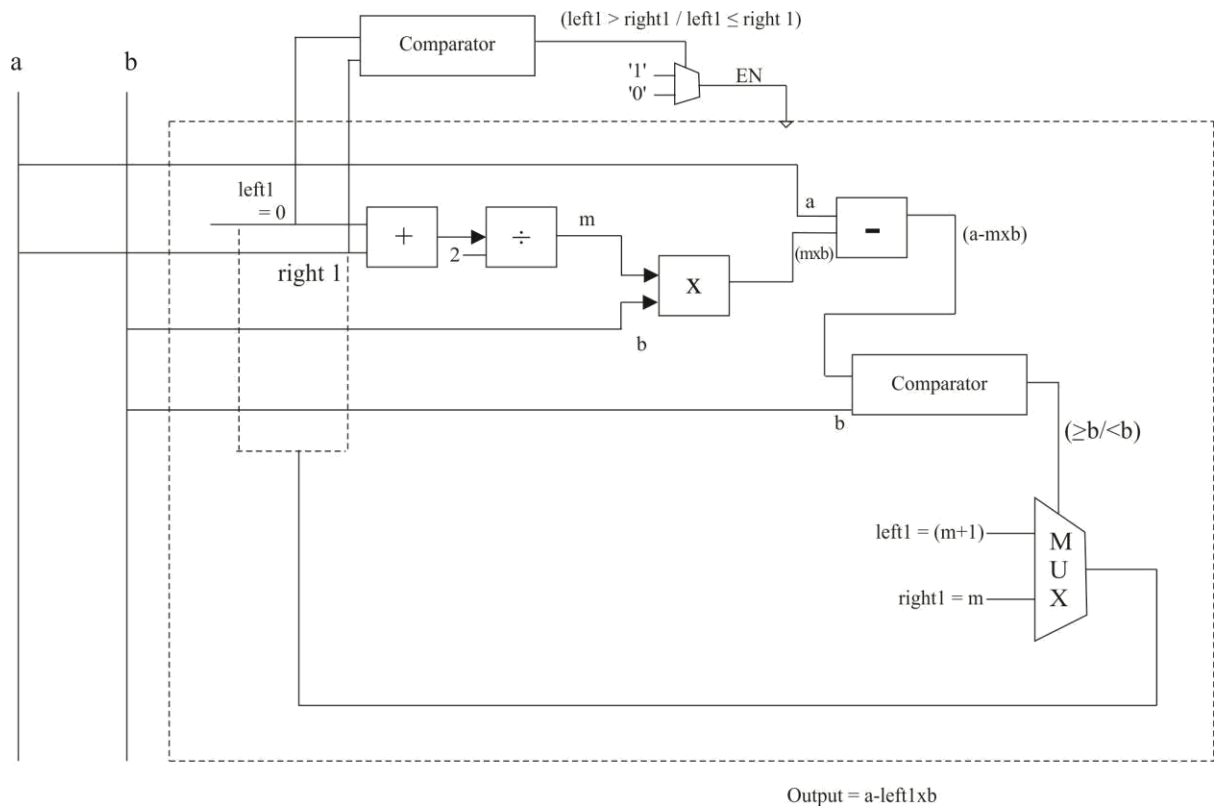 (left1 > right1 / left1 ≤ right 1)
Comparator
a
b
'1'
'0'
EN
left1
= 0
a
+
÷
m
-
(a-mxb)
2
(mxb)
right 1
x
b
Comparator
b
(≥b/<b)
left1 = (m+1)
M
U
X
right1 = m
Output = a-left1xb